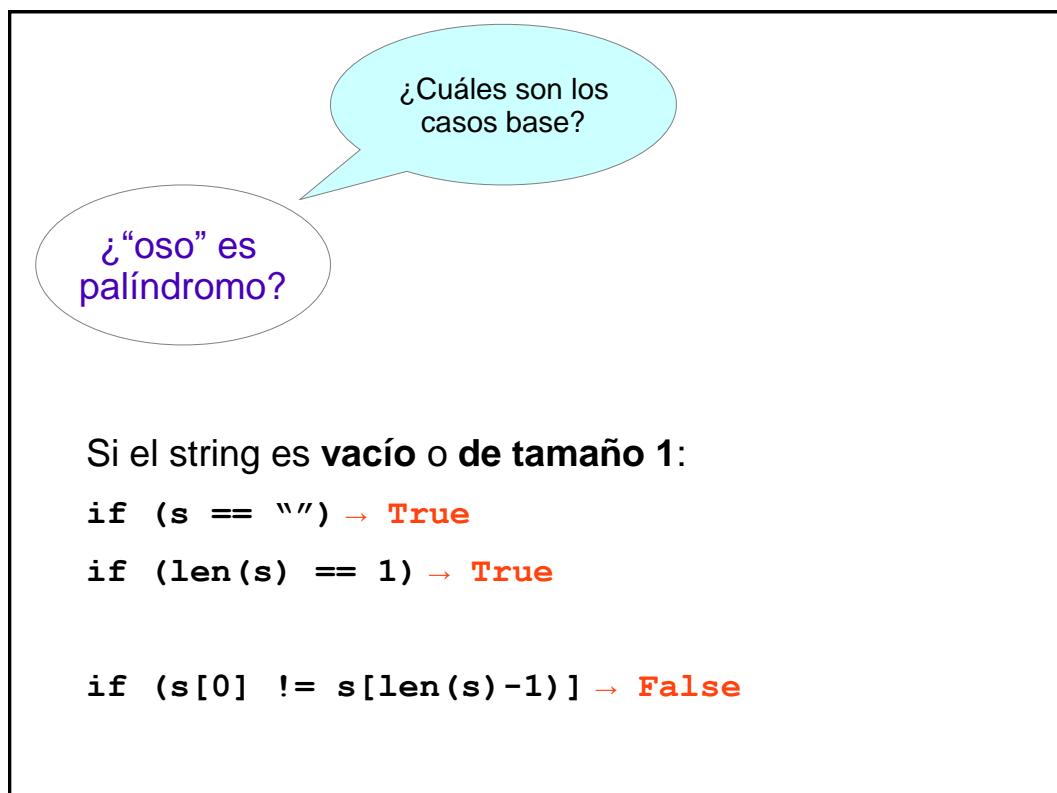 ¿Cuáles son los
casos base?
¿“oso” es
palíndromo?
Si el string es vacío o de tamaño 1:
if (s == “”) → True
if (len(s) == 1) → True
if (s[0] != s[len(s)-1)] → False